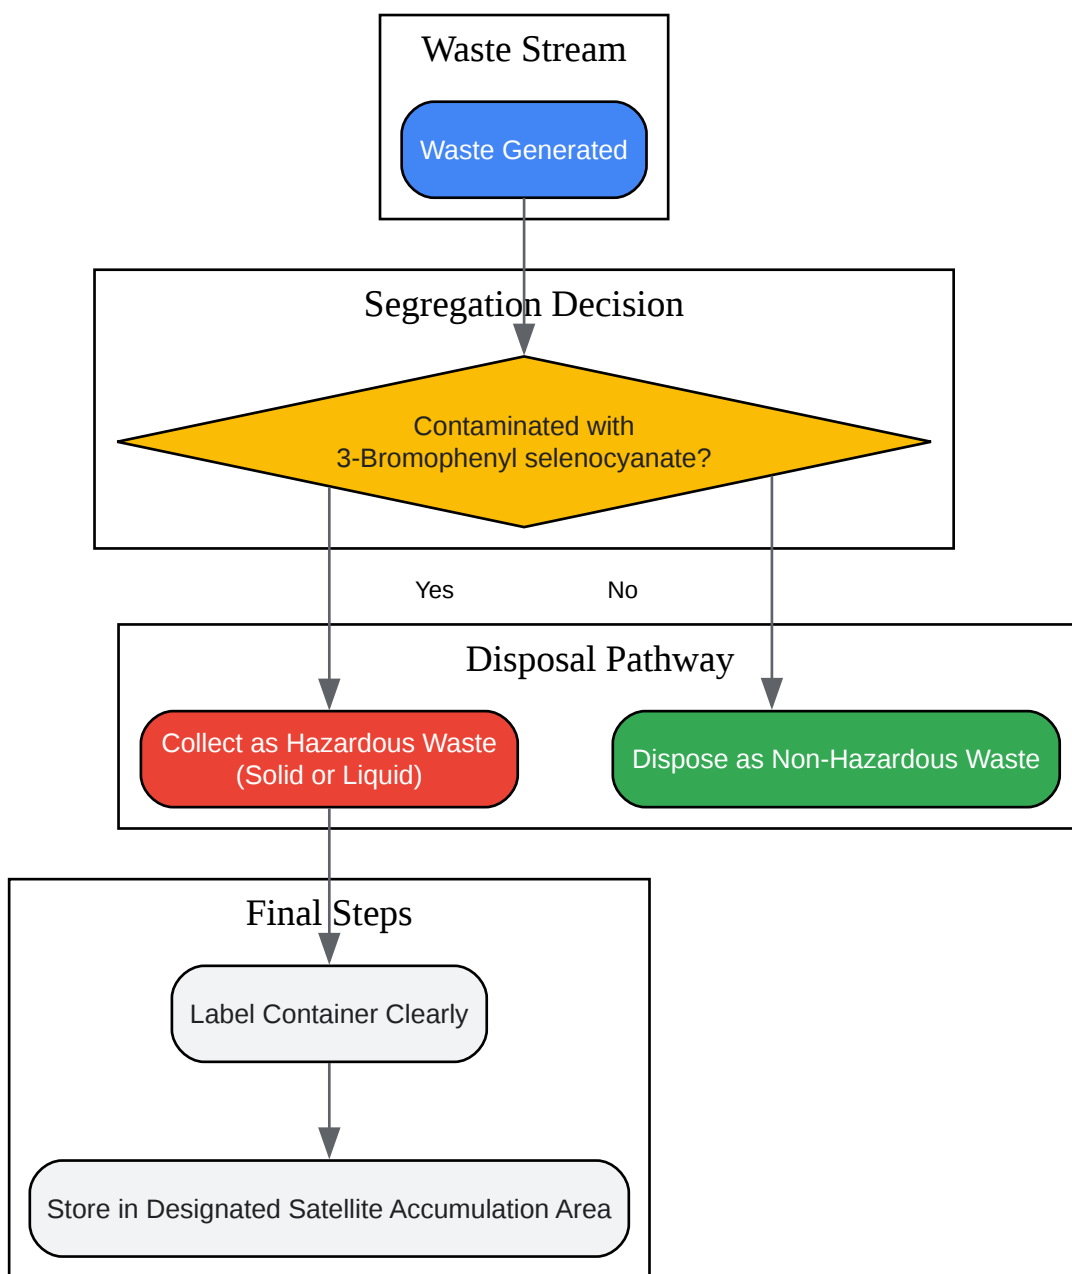 Waste Stream
Waste Generated
Segregation Decision
Contaminated with
3-Bromophenyl selenocyanate?
Yes
No
Disposal Pathway
Collect as Hazardous Waste
(Solid or Liquid)
Dispose as Non-Hazardous Waste
Final Steps
Label Container Clearly
Store in Designated Satellite Accumulation Area